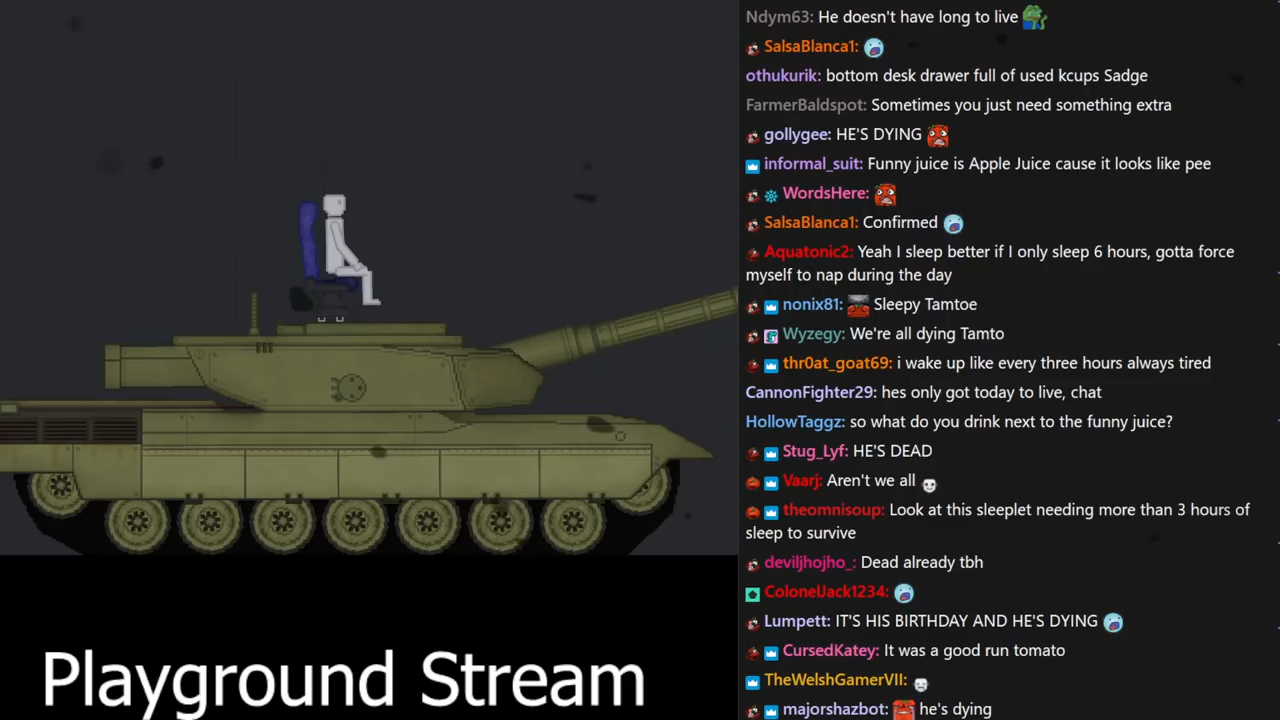 Ndym63: He doesn't have long to live
SalsaBlanca1:
othukurik: bottom desk drawer full of used kcups Sadge
FarmerBaldspot: Sometimes you just need something extra
gollygee: HE'S DYING
informal_suit: Funny juice is Apple Juice cause it looks like pee
WordsHere:
SalsaBlanca1: Confirmed
Aquatonic2: Yeah I sleep better if I only sleep 6 hours, gotta force
myself to nap during the day
nonix81: Sleepy Tamtoe
Wyzegy: We're all dying Tamto
thr0at_goat69: i wake up like every three hours always tired
CannonFighter29: hes only got today to live, chat
HollowTaggz: so what do you drink next to the funny juice?
Stug_Lyf: HE'S DEAD
Vaarj: Aren't we all
theomnisoup: Look at this sleeplet needing more than 3 hours of
sleep to survive
deviljhojho_: Dead already tbh
ColonelJack1234:
Lumpett: IT'S HIS BIRTHDAY AND HE'S DYING
CursedKatey: It was a good run tomato
TheWelshGamerVII:
majorshazbot: he's dying
Playground Stream